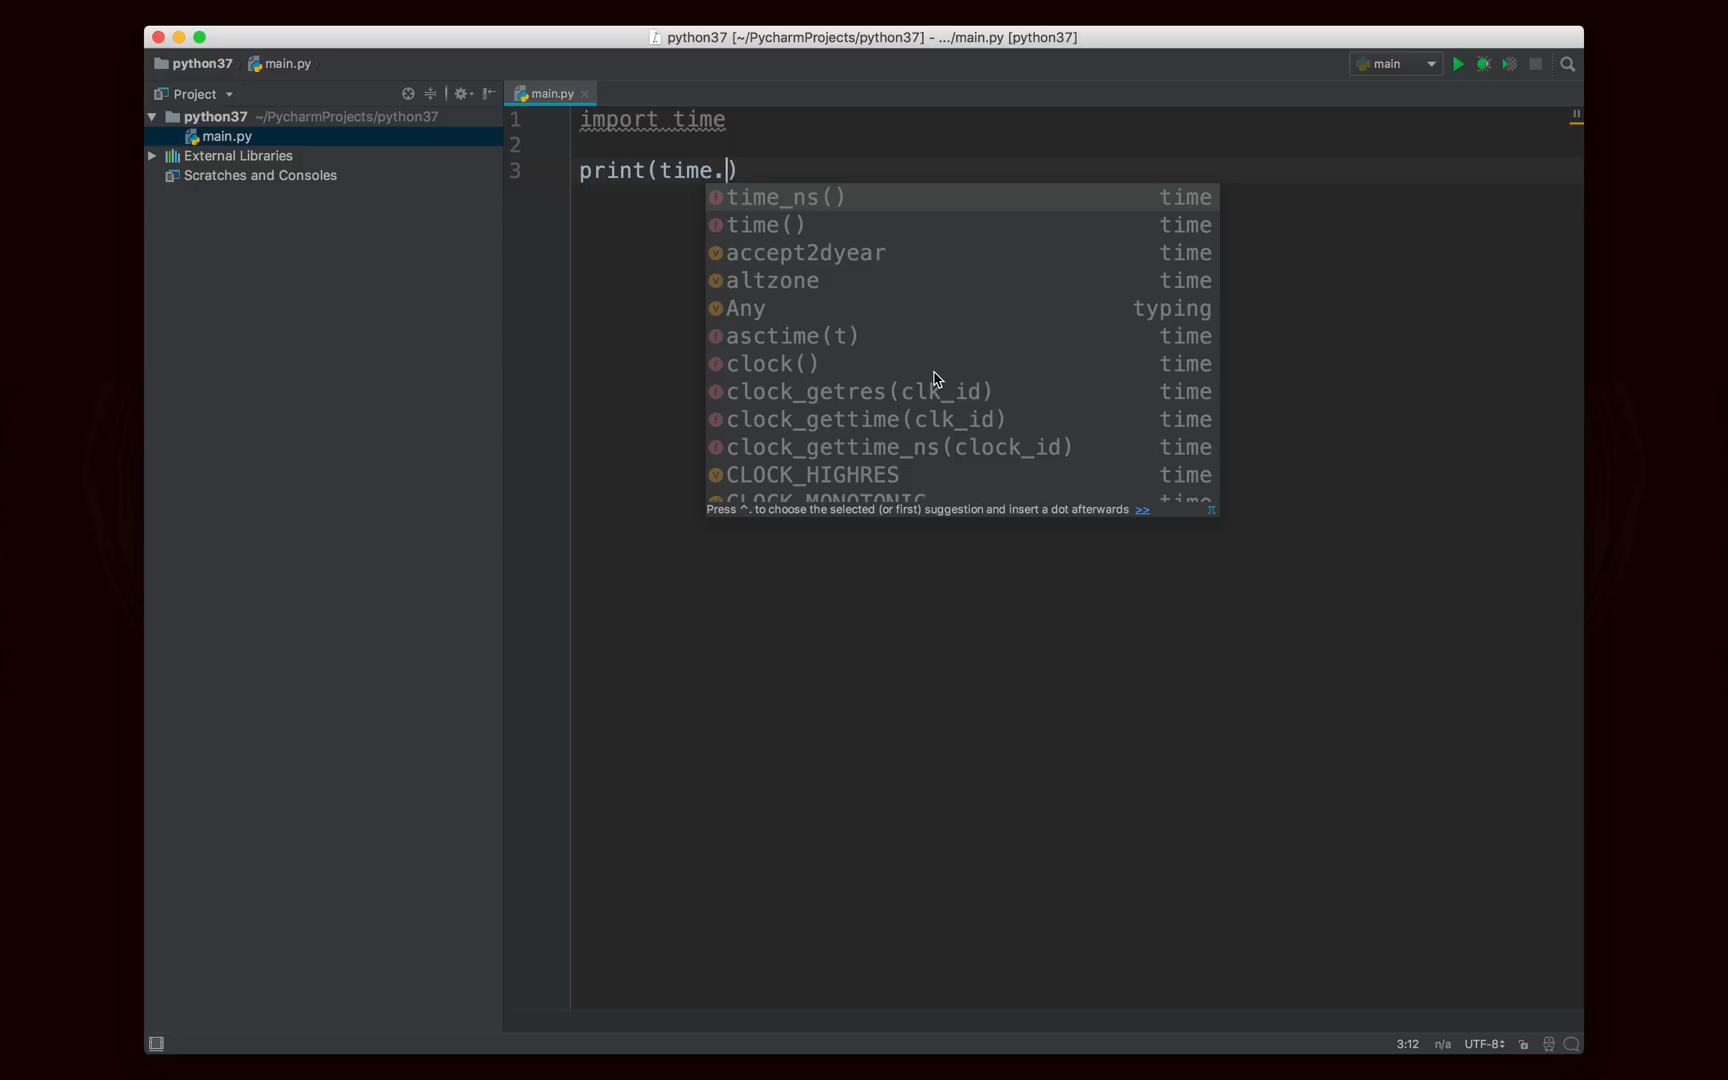 python37 [~/PycharmProjects/python37] - .../main.py [python37]
python37 main.py main
Project main.py
python37 ~/PycharmProjects/python37
main.py
External Libraries
Scratches and Consoles
1 import time
2
3 print(time.)
time_ns() time
time() time
accept2dyear time
altzone time
Any typing
asctime(t) time
clock() time
clock_getres(clk_id) time
clock_gettime(clk_id) time
clock_gettime_ns(clock_id) time
CLOCK_HIGHRES time
CLOCK_MONOTONIC time
Press ^. to choose the selected (or first) suggestion and insert a dot afterwards >> π
3:12 n/a UTF-8